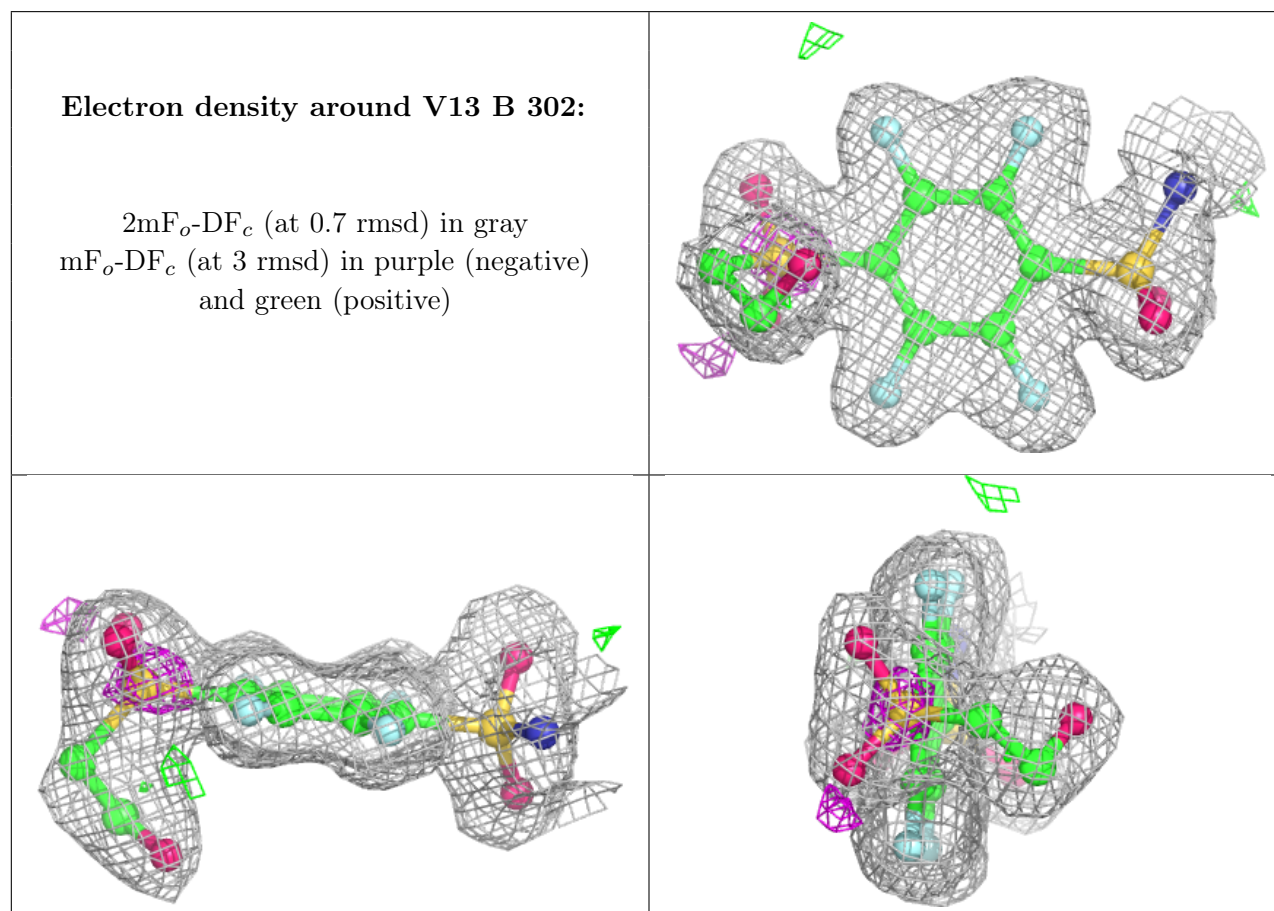 Electron density around V13 B 302:
2mFo-DFc (at 0.7 rmsd) in gray
mFo-DFc (at 3 rmsd) in purple (negative)
and green (positive)